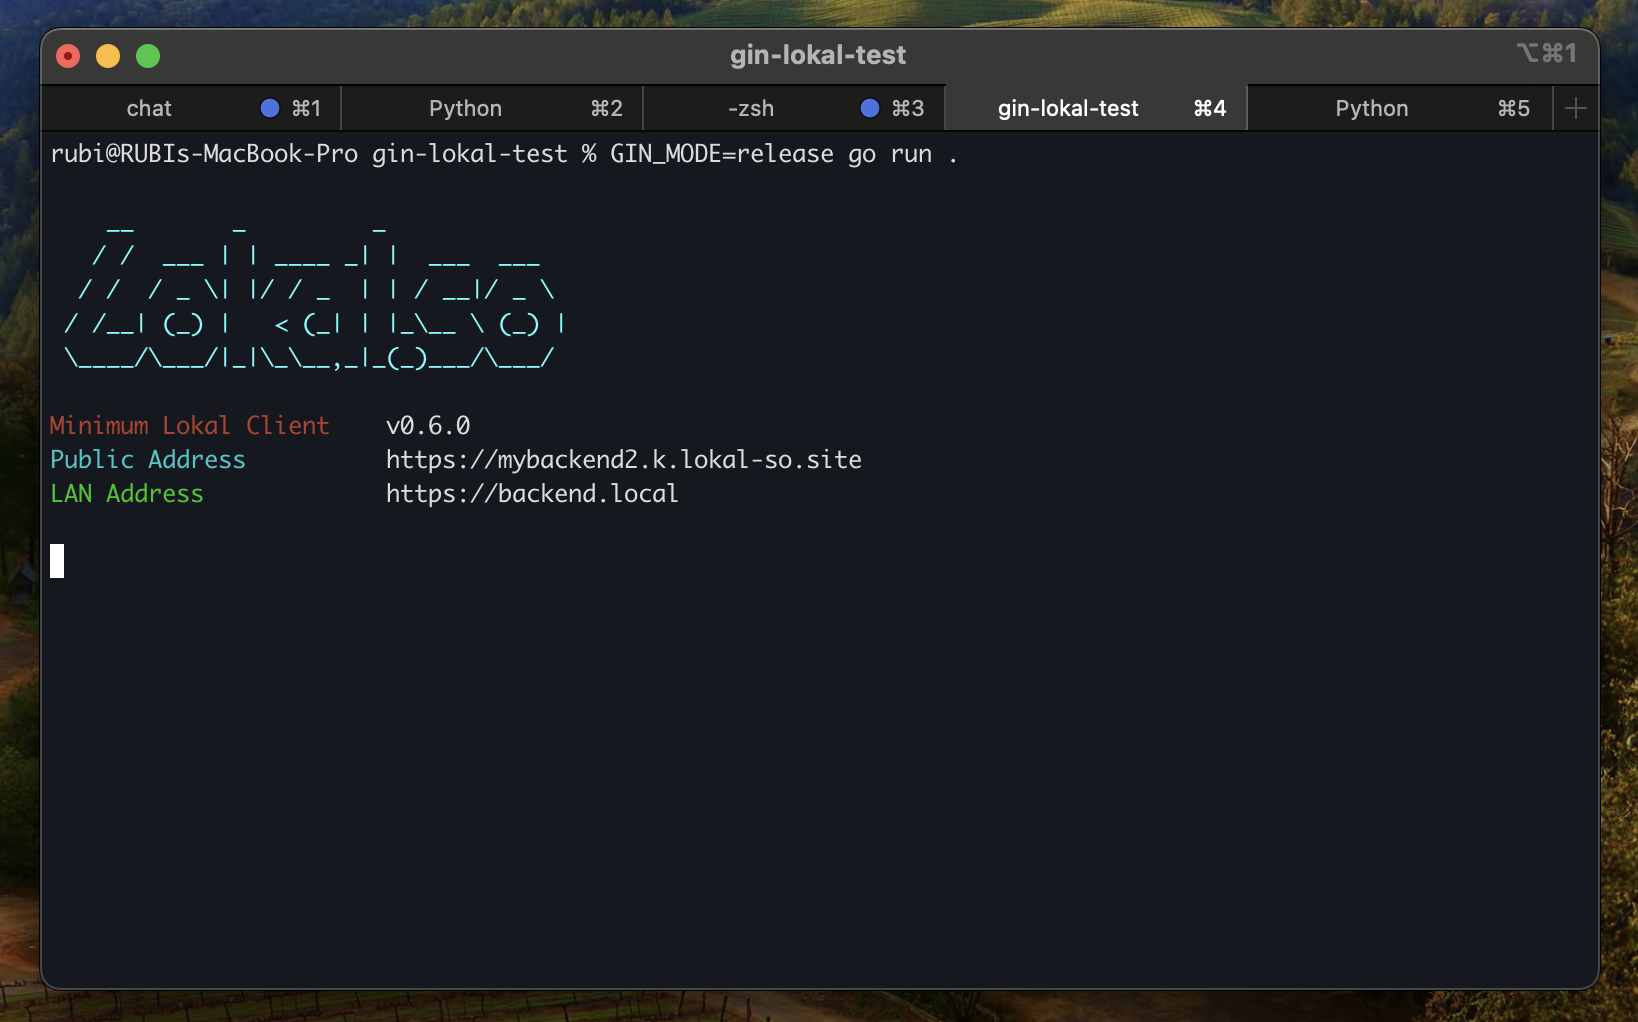 gin-lokal-test ⌥⌘1
chat ⌘1 Python ⌘2 -zsh ⌘3 gin-lokal-test ⌘4 Python ⌘5 +
rubi@RUBIs-MacBook-Pro gin-lokal-test % GIN_MODE=release go run .
    __       _         _
   / /  ___ | | ____ _| |  ___  ___
  / /  / _ \| |/ / _  | | / __|/ _ \
 / /__| (_) |   < (_| | |_\__ \ (_) |
 \____/\___/|_|\_\__,_|_(_)___/\___/
Minimum Lokal Client    v0.6.0
Public Address          https://mybackend2.k.lokal-so.site
LAN Address             https://backend.local